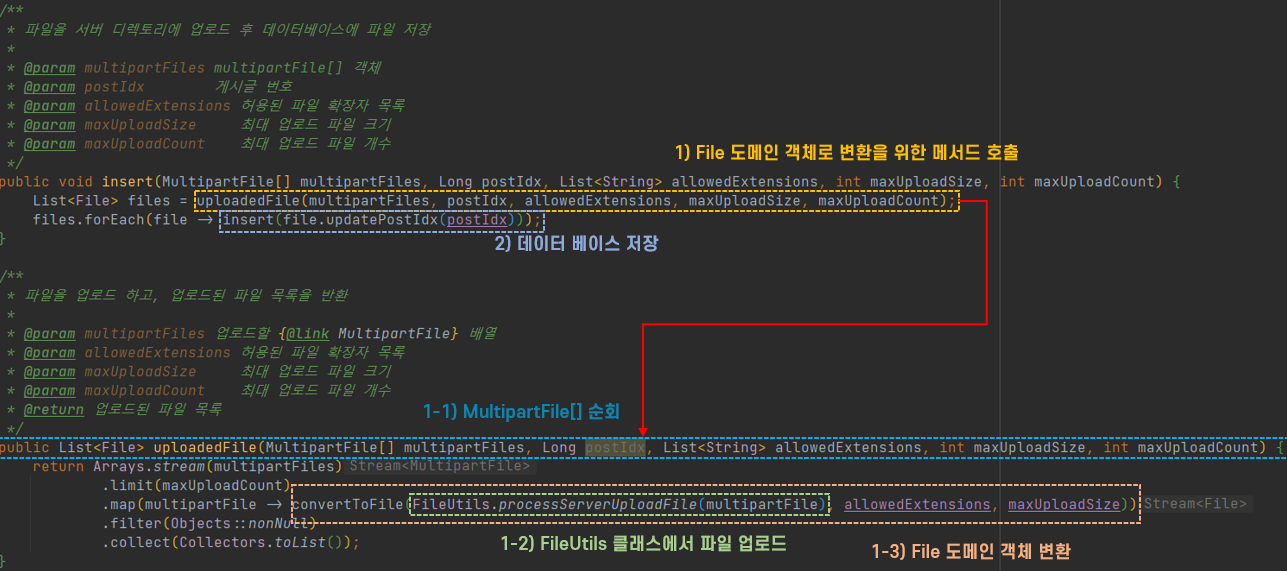 /**
* 파일을 서버 디렉토리에 업로드 후 데이터베이스에 파일 저장
*
* @param multipartFiles multipartFile[] 객체
* @param postIdx 게시글 번호
* @param allowedExtensions 허용된 파일 확장자 목록
* @param maxUploadSize 최대 업로드 파일 크기
* @param maxUploadCount 최대 업로드 파일 개수
*/
1) File 도메인 객체로 변환을 위한 메서드 호출
public void insert(MultipartFile[] multipartFiles, Long postIdx, List<String> allowedExtensions, int maxUploadSize, int maxUploadCount) {
List<File> files = uploadedFile(multipartFiles, postIdx, allowedExtensions, maxUploadSize, maxUploadCount);
files.forEach(file -> insert(file.updatePostIdx(postIdx)));
2) 데이터 베이스 저장
}
/**
* 파일을 업로드 하고, 업로드된 파일 목록을 반환
*
* @param multipartFiles 업로드할 {@link MultipartFile} 배열
* @param allowedExtensions 허용된 파일 확장자 목록
* @param maxUploadSize 최대 업로드 파일 크기
* @param maxUploadCount 최대 업로드 파일 개수
* @return 업로드된 파일 목록
1-1) MultipartFile[] 순회
*/
public List<File> uploadedFile(MultipartFile[] multipartFiles, Long postIdx, List<String> allowedExtensions, int maxUploadSize, int maxUploadCount) {
return Arrays.stream(multipartFiles) Stream<MultipartFile>
.limit(maxUploadCount)
.map(multipartFile -> convertToFile(FileUtils.processServerUploadFile(multipartFile), allowedExtensions, maxUploadSize)) Stream<File>
.filter(Objects::nonNull)
.collect(Collectors.toList());
1-2) FileUtils 클래스에서 파일 업로드
1-3) File 도메인 객체 변환
}